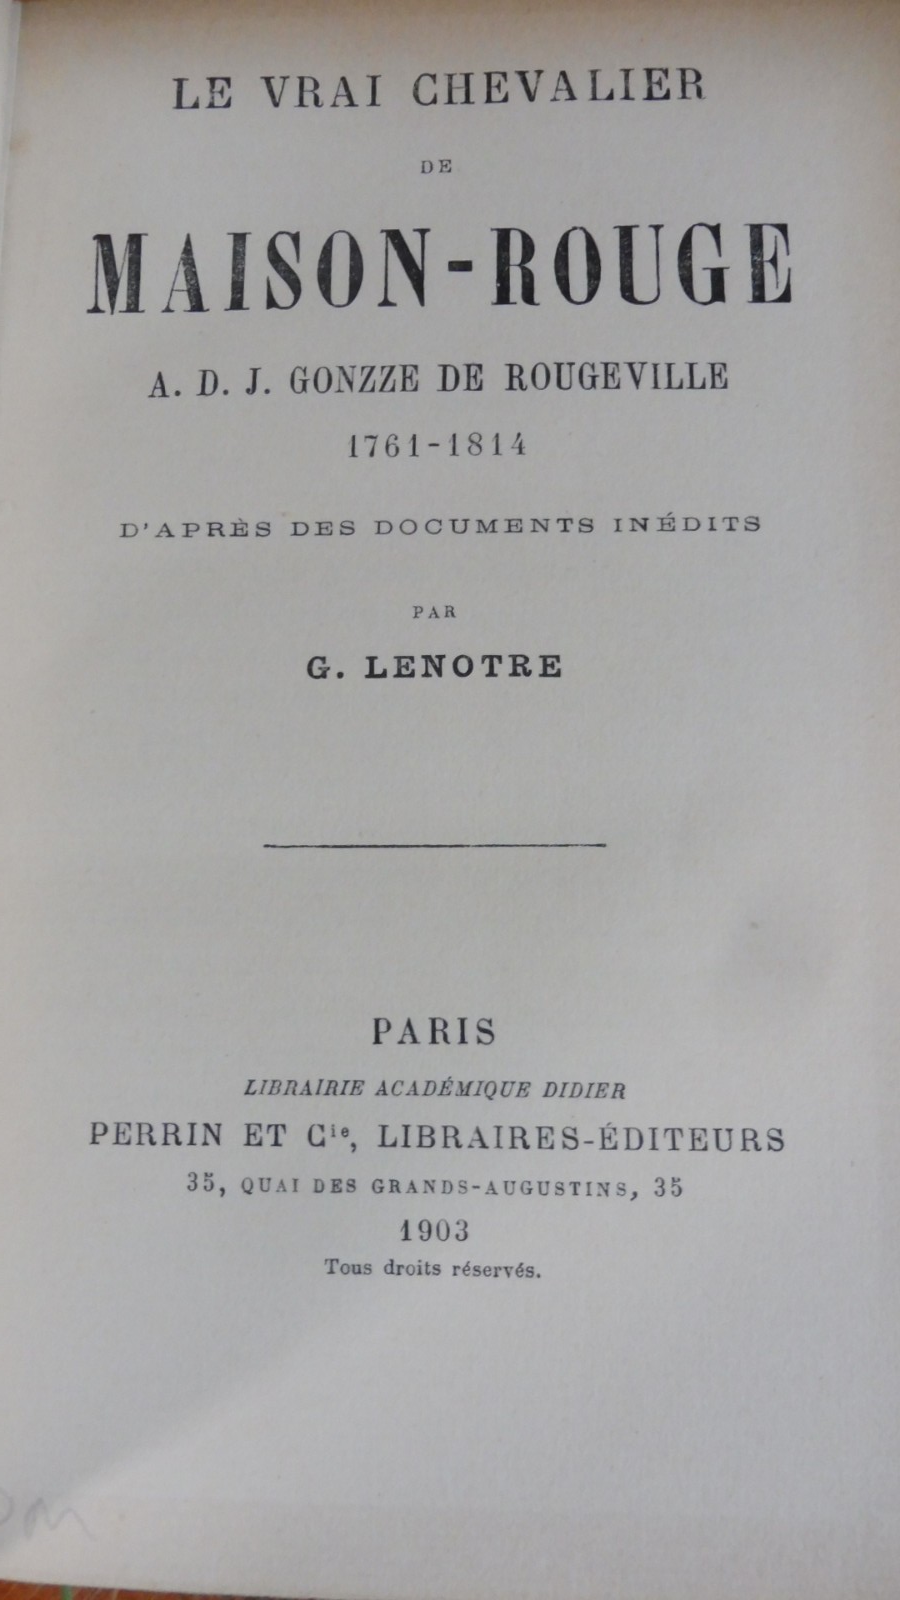 LE VRAI CHEVALIER
DE
MAISON-ROUGE
A. D. J. GONZZE DE ROUGEVILLE
1761-1814
D'APRÈS DES DOCUMENTS INÉDITS
PAR
G. LENOTRE
PARIS
LIBRAIRIE ACADÉMIQUE DIDIER
PERRIN ET Cie, LIBRAIRES-ÉDITEURS
35, QUAI DES GRANDS-AUGUSTINS, 35
1903
Tous droits réservés.